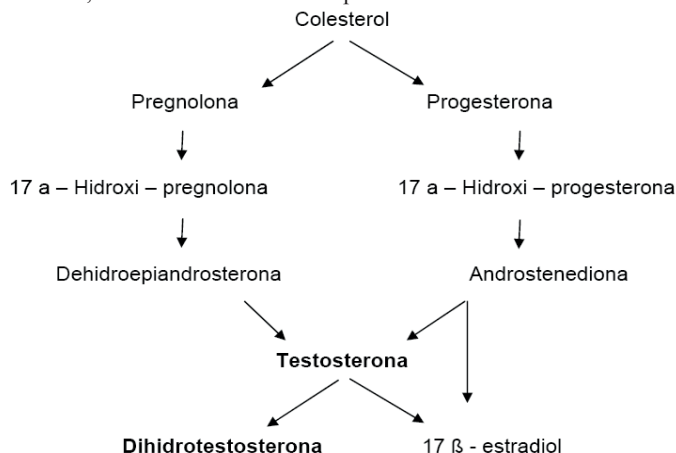 Colesterol
Pregnolona Progesterona
17 a – Hidroxi – pregnolona 17 a – Hidroxi – progesterona
Dehidroepiandrosterona Androstenediona
Testosterona
Dihidrotestosterona 17 ß - estradiol